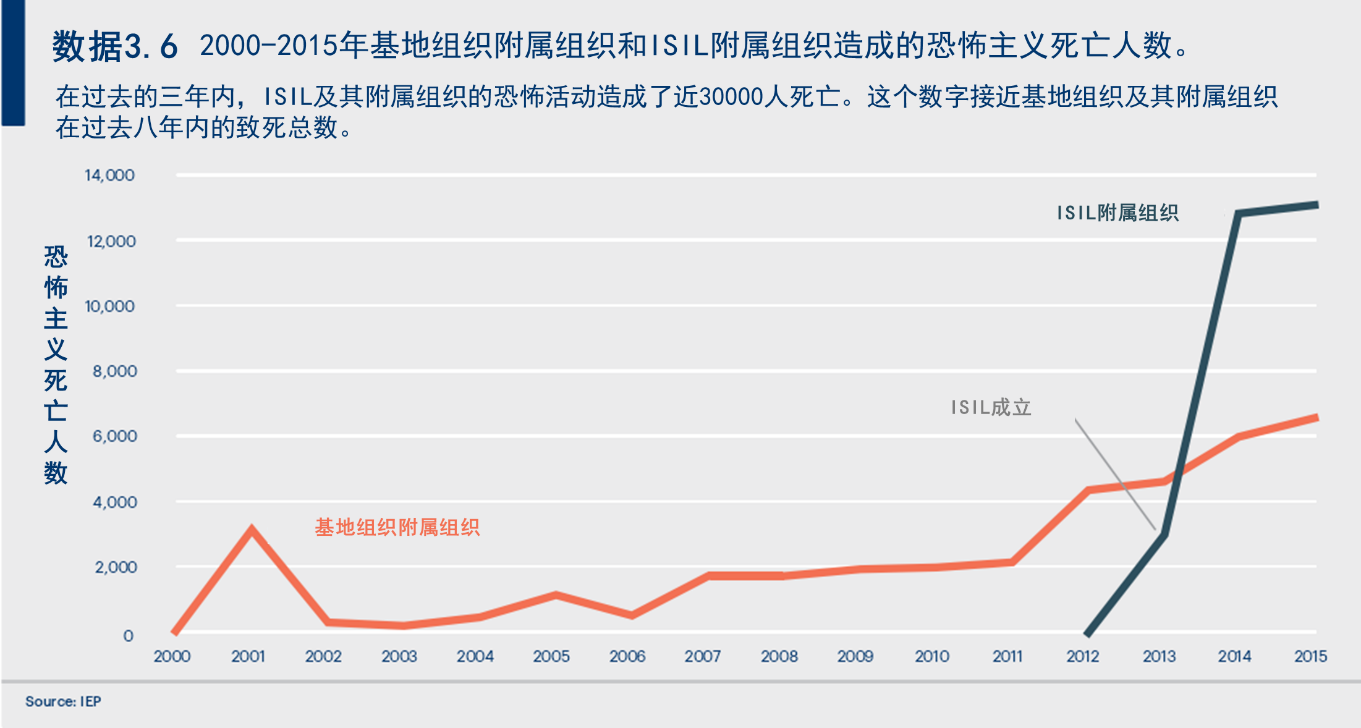 数据3.6 2000-2015年基地组织附属组织和ISIL附属组织造成的恐怖主义死亡人数。
在过去的三年内，ISIL及其附属组织的恐怖活动造成了近30000人死亡。这个数字接近基地组织及其附属组织
在过去八年内的致死总数。
恐怖主义死亡人数
14,000
12,000
10,000
8,000
6,000
4,000
2,000
0
ISIL附属组织
ISIL成立
基地组织附属组织
2000 2001 2002 2003 2004 2005 2006 2007 2008 2009 2010 2011 2012 2013 2014 2015
Source: IEP